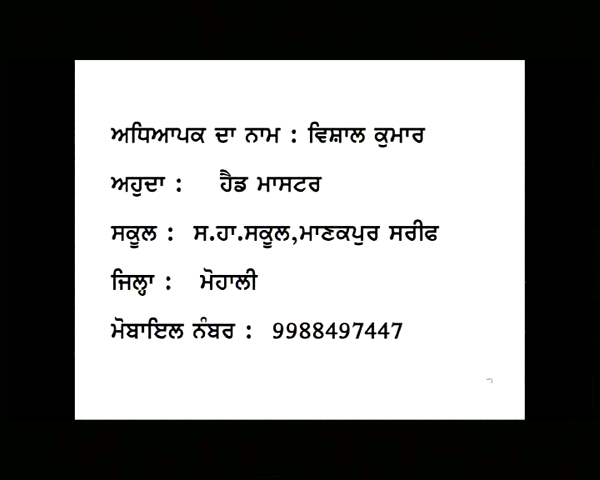 ਅਧਿਆਪਕ ਦਾ ਨਾਮ : ਵਿਸ਼ਾਲ ਕੁਮਾਰ
ਅਹੁਦਾ : ਹੈਡ ਮਾਸਟਰ
ਸਕੂਲ : ਸ.ਹਾ.ਸਕੂਲ,ਮਾਣਕਪੁਰ ਸਰੀਫ
ਜਿਲ੍ਹਾ : ਮੋਹਾਲੀ
ਮੋਬਾਇਲ ਨੰਬਰ : 9988497447